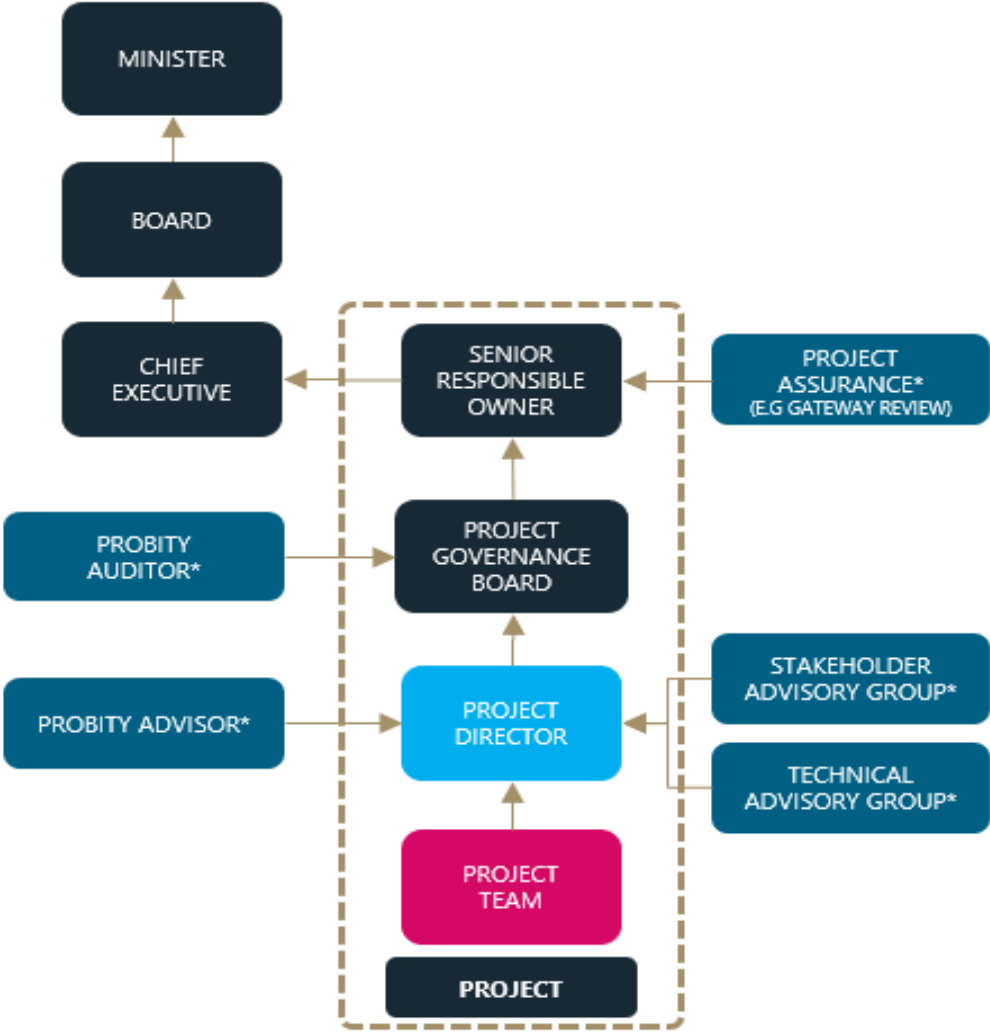 MINISTER
BOARD
CHIEF
EXECUTIVE
SENIOR
RESPONSIBLE
OWNER
PROJECT
ASSURANCE*
(E.G GATEWAY REVIEW)
PROBITY
AUDITOR*
PROJECT
GOVERNANCE
BOARD
PROBITY ADVISOR*
PROJECT
DIRECTOR
STAKEHOLDER
ADVISORY GROUP*
TECHNICAL
ADVISORY GROUP*
PROJECT
TEAM
PROJECT